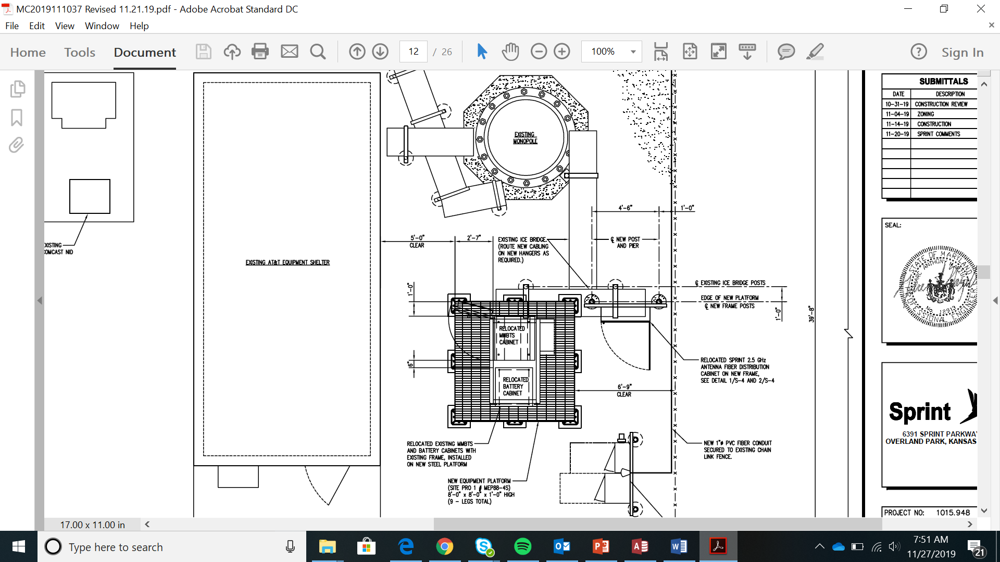 MC2019111037 Revised 11.21.19.pdf - Adobe Acrobat Standard DC
File Edit View Window Help
Home Tools Document 12 / 26 100% Sign In
SUBMITTALS
DATE DESCRIPTION
10-31-19 CONSTRUCTION REVIEW
11-04-19 ZONING
11-14-19 CONSTRUCTION
11-20-19 SPRINT COMMENTS
SEAL:
STATE OF MARYLAND
MARC ANTHONY
PROFESSIONAL ENGINEER
No. 12913
Sprint
6391 SPRINT PARKWAY
OVERLAND PARK, KANSAS
PROJECT NO: 1015.948
EXISTING
MONOPOLE
4'-6"
1'-0"
XISTING
COMCAST NID
EXISTING AT&T EQUIPMENT SHELTER
5'-0"
CLEAR
2'-7"
EXISTING ICE BRIDGE.
(ROUTE NEW CABLING
ON NEW HANGERS AS
REQUIRED.)
℄ NEW POST
AND PIER
1'-0"
℄ EXISTING ICE BRIDGE POSTS
EDGE OF NEW PLATFORM
℄ NEW FRAME POSTS
1'-0"
39'-8"
RELOCATED
MMBTS
CABINET
6"
RELOCATED
BATTERY
CABINET
6'-9"
CLEAR
RELOCATED SPRINT 2.5 GHz
ANTENNA FIBER DISTRIBUTION
CABINET ON NEW FRAME,
SEE DETAIL 1/S-4 AND 2/S-4
RELOCATED EXISTING MMBTS
AND BATTERY CABINETS WITH
EXISTING FRAME, INSTALLED
ON NEW STEEL PLATFORM
NEW 1"ø PVC FIBER CONDUIT
SECURED TO EXISTING CHAIN
LINK FENCE.
NEW EQUIPMENT PLATFORM
(SITE PRO 1 # MEP88-4S)
8'-0" x 8'-0" x 1'-0" HIGH
(9 - LEGS TOTAL)
17.00 x 11.00 in
Type here to search
7:51 AM
11/27/2019
21